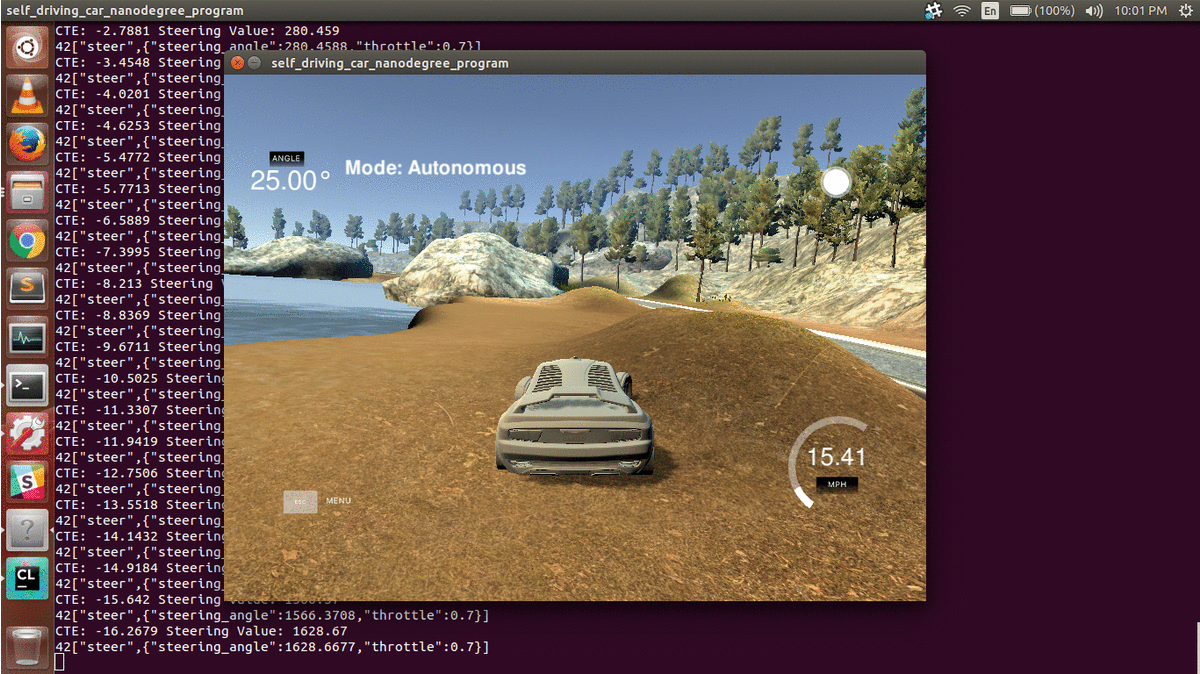 self_driving_car_nanodegree_program
En
(100%)
10:01 PM
CTE: -2.7881 Steering Value: 280.459
42["steer",{"steering_angle":280.4588,"throttle":0.7}]
CTE: -3.4548 Steering
42["steer",{"steering_
CTE: -4.0201 Steering
42["steer",{"steering_
CTE: -4.6253 Steering
42["steer",{"steering_
CTE: -5.4772 Steering
42["steer",{"steering_
CTE: -5.7713 Steering
42["steer",{"steering_
CTE: -6.5889 Steering
42["steer",{"steering_
CTE: -7.3995 Steering
42["steer",{"steering_
CTE: -8.213 Steering
42["steer",{"steering_
CTE: -8.8369 Steering
42["steer",{"steering_
CTE: -9.6711 Steering
42["steer",{"steering_
CTE: -10.5025 Steering
42["steer",{"steering_
CTE: -11.3307 Steering
42["steer",{"steering_
CTE: -11.9419 Steering
42["steer",{"steering_
CTE: -12.7506 Steering
42["steer",{"steering_
CTE: -13.5518 Steering
42["steer",{"steering_
CTE: -14.1432 Steering
42["steer",{"steering_
CTE: -14.9184 Steering
42["steer",{"steering_
CTE: -15.642 Steering
42["steer",{"steering_angle":1566.3708,"throttle":0.7}]
CTE: -16.2679 Steering Value: 1628.67
42["steer",{"steering_angle":1628.6677,"throttle":0.7}]
self_driving_car_nanodegree_program
ANGLE
25.00°
Mode: Autonomous
15.41
MPH
ESC
MENU
S
S
CL